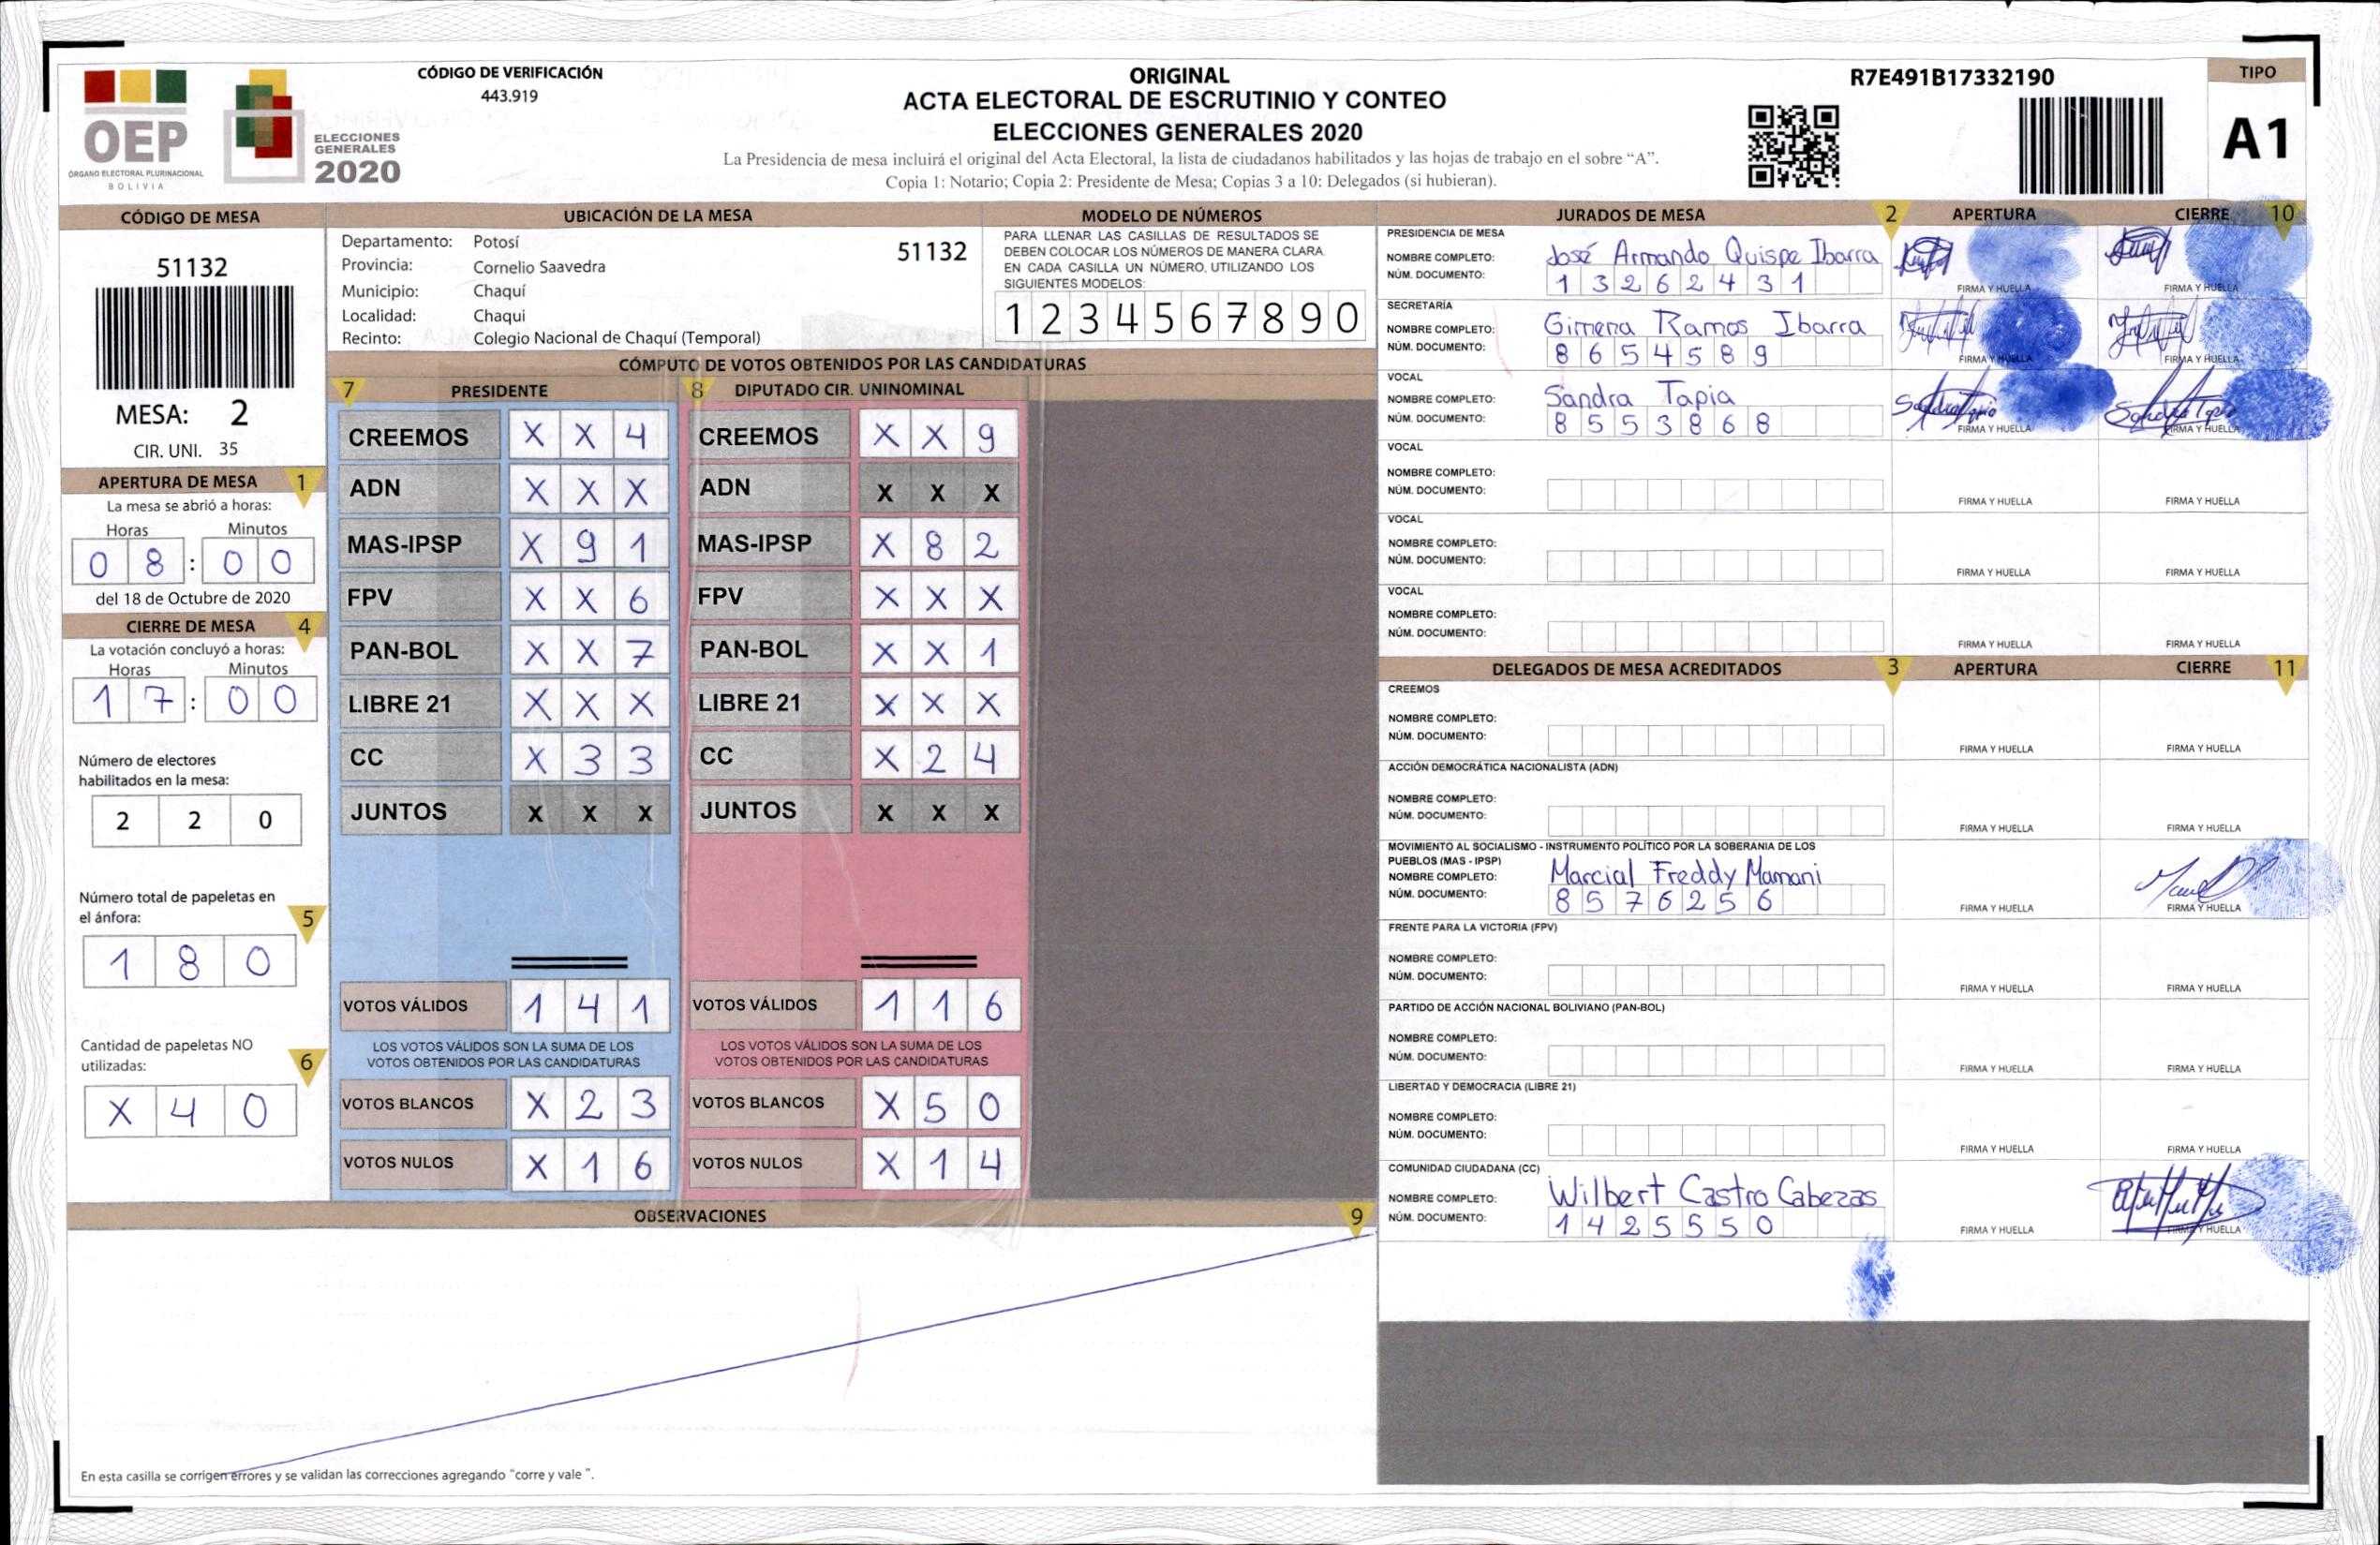 OEP
ÓRGANO ELECTORAL PLURINACIONAL
BOLIVIA
ELECCIONES
GENERALES
2020
CÓDIGO DE VERIFICACIÓN
443.919
ORIGINAL
ACTA ELECTORAL DE ESCRUTINIO Y CONTEO
ELECCIONES GENERALES 2020
La Presidencia de mesa incluirá el original del Acta Electoral, la lista de ciudadanos habilitados y las hojas de trabajo en el sobre “A”.
Copia 1: Notario; Copia 2: Presidente de Mesa; Copias 3 a 10: Delegados (si hubieran).
R7E491B17332190
TIPO
A1
CÓDIGO DE MESA
51132
MESA: 2
CIR. UNI. 35
APERTURA DE MESA 1
La mesa se abrió a horas:
Horas Minutos
0 8 : 0 0
del 18 de Octubre de 2020
CIERRE DE MESA 4
La votación concluyó a horas:
Horas Minutos
1 7 : 0 0
Número de electores
habilitados en la mesa:
2 2 0
Número total de papeletas en
el ánfora: 5
1 8 0
Cantidad de papeletas NO
utilizadas: 6
X 4 0
UBICACIÓN DE LA MESA
Departamento: Potosí 51132
Provincia: Cornelio Saavedra
Municipio: Chaquí
Localidad: Chaqui
Recinto: Colegio Nacional de Chaquí (Temporal)
MODELO DE NÚMEROS
PARA LLENAR LAS CASILLAS DE RESULTADOS SE
DEBEN COLOCAR LOS NÚMEROS DE MANERA CLARA
EN CADA CASILLA UN NÚMERO, UTILIZANDO LOS
SIGUIENTES MODELOS:
1 2 3 4 5 6 7 8 9 0
CÓMPUTO DE VOTOS OBTENIDOS POR LAS CANDIDATURAS
7 PRESIDENTE
CREEMOS X X 4
ADN X X X
MAS-IPSP X 9 1
FPV X X 6
PAN-BOL X X 7
LIBRE 21 X X X
CC X 3 3
JUNTOS X X X
VOTOS VÁLIDOS 1 4 1
LOS VOTOS VÁLIDOS SON LA SUMA DE LOS
VOTOS OBTENIDOS POR LAS CANDIDATURAS
VOTOS BLANCOS X 2 3
VOTOS NULOS X 1 6
8 DIPUTADO CIR. UNINOMINAL
CREEMOS X X 9
ADN X X X
MAS-IPSP X 8 2
FPV X X X
PAN-BOL X X 1
LIBRE 21 X X X
CC X 2 4
JUNTOS X X X
VOTOS VÁLIDOS 1 1 6
LOS VOTOS VÁLIDOS SON LA SUMA DE LOS
VOTOS OBTENIDOS POR LAS CANDIDATURAS
VOTOS BLANCOS X 5 0
VOTOS NULOS X 1 4
OBSERVACIONES 9
En esta casilla se corrigen errores y se validan las correcciones agregando "corre y vale ".
JURADOS DE MESA 2 APERTURA CIERRE 10
PRESIDENCIA DE MESA
NOMBRE COMPLETO: José Armando Quispe Ibarra
NÚM. DOCUMENTO: 1 3 2 6 2 4 3 1
FIRMA Y HUELLA FIRMA Y HUELLA
SECRETARÍA
NOMBRE COMPLETO: Gimena Ramos Ibarra
NÚM. DOCUMENTO: 8 6 5 4 5 8 9
FIRMA Y HUELLA FIRMA Y HUELLA
VOCAL
NOMBRE COMPLETO: Sandra Tapia
NÚM. DOCUMENTO: 8 5 5 3 8 6 8
FIRMA Y HUELLA FIRMA Y HUELLA
VOCAL
NOMBRE COMPLETO:
NÚM. DOCUMENTO:
FIRMA Y HUELLA FIRMA Y HUELLA
VOCAL
NOMBRE COMPLETO:
NÚM. DOCUMENTO:
FIRMA Y HUELLA FIRMA Y HUELLA
VOCAL
NOMBRE COMPLETO:
NÚM. DOCUMENTO:
FIRMA Y HUELLA FIRMA Y HUELLA
DELEGADOS DE MESA ACREDITADOS 3 APERTURA CIERRE 11
CREEMOS
NOMBRE COMPLETO:
NÚM. DOCUMENTO:
FIRMA Y HUELLA FIRMA Y HUELLA
ACCIÓN DEMOCRÁTICA NACIONALISTA (ADN)
NOMBRE COMPLETO:
NÚM. DOCUMENTO:
FIRMA Y HUELLA FIRMA Y HUELLA
MOVIMIENTO AL SOCIALISMO - INSTRUMENTO POLÍTICO POR LA SOBERANIA DE LOS
PUEBLOS (MAS - IPSP)
NOMBRE COMPLETO: Marcial Freddy Mamani
NÚM. DOCUMENTO: 8 5 7 6 2 5 6
FIRMA Y HUELLA FIRMA Y HUELLA
FRENTE PARA LA VICTORIA (FPV)
NOMBRE COMPLETO:
NÚM. DOCUMENTO:
FIRMA Y HUELLA FIRMA Y HUELLA
PARTIDO DE ACCIÓN NACIONAL BOLIVIANO (PAN-BOL)
NOMBRE COMPLETO:
NÚM. DOCUMENTO:
FIRMA Y HUELLA FIRMA Y HUELLA
LIBERTAD Y DEMOCRACIA (LIBRE 21)
NOMBRE COMPLETO:
NÚM. DOCUMENTO:
FIRMA Y HUELLA FIRMA Y HUELLA
COMUNIDAD CIUDADANA (CC)
NOMBRE COMPLETO: Wilbert Castro Cabezas
NÚM. DOCUMENTO: 1 4 2 5 5 5 0
FIRMA Y HUELLA FIRMA Y HUELLA